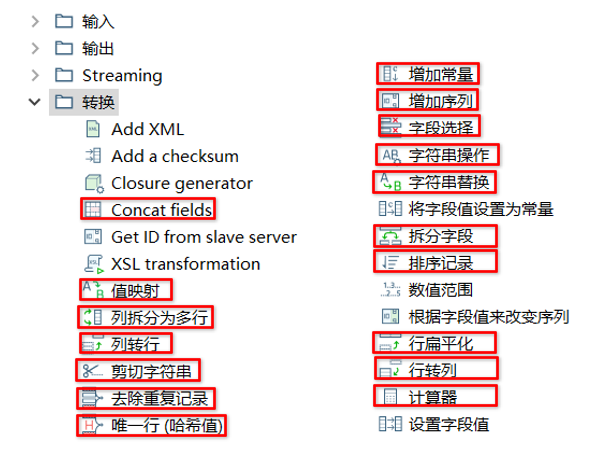 输入
输出
Streaming
转换
Add XML
Add a checksum
Closure generator
Concat fields
Get ID from slave server
XSL transformation
值映射
列拆分为多行
列转行
剪切字符串
去除重复记录
唯一行 (哈希值)
增加常量
增加序列
字段选择
字符串操作
字符串替换
将字段值设置为常量
拆分字段
排序记录
数值范围
根据字段值来改变序列
行扁平化
行转列
计算器
设置字段值